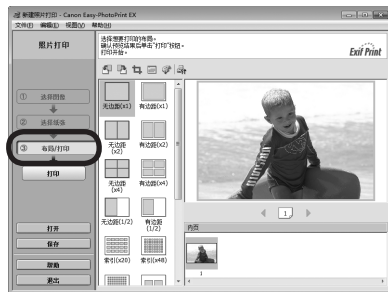 新建照片打印 - Canon Easy-PhotoPrint EX
文件(F) 编辑(E) 视图(V) 帮助(H)
照片打印
选择想要打印的布局。
确认预览结果后单击"打印"按钮。
打印开始。
Exif Print
① 选择图像
② 选择纸张
③ 布局/打印
打印
打开
保存
帮助
退出
无边距(x1) 有边距(x1)
无边距(x2) 有边距(x2)
无边距(x4) 有边距(x4)
无边距(1/2) 有边距(1/2)
索引(x20) 索引(x48)
1
内页
1